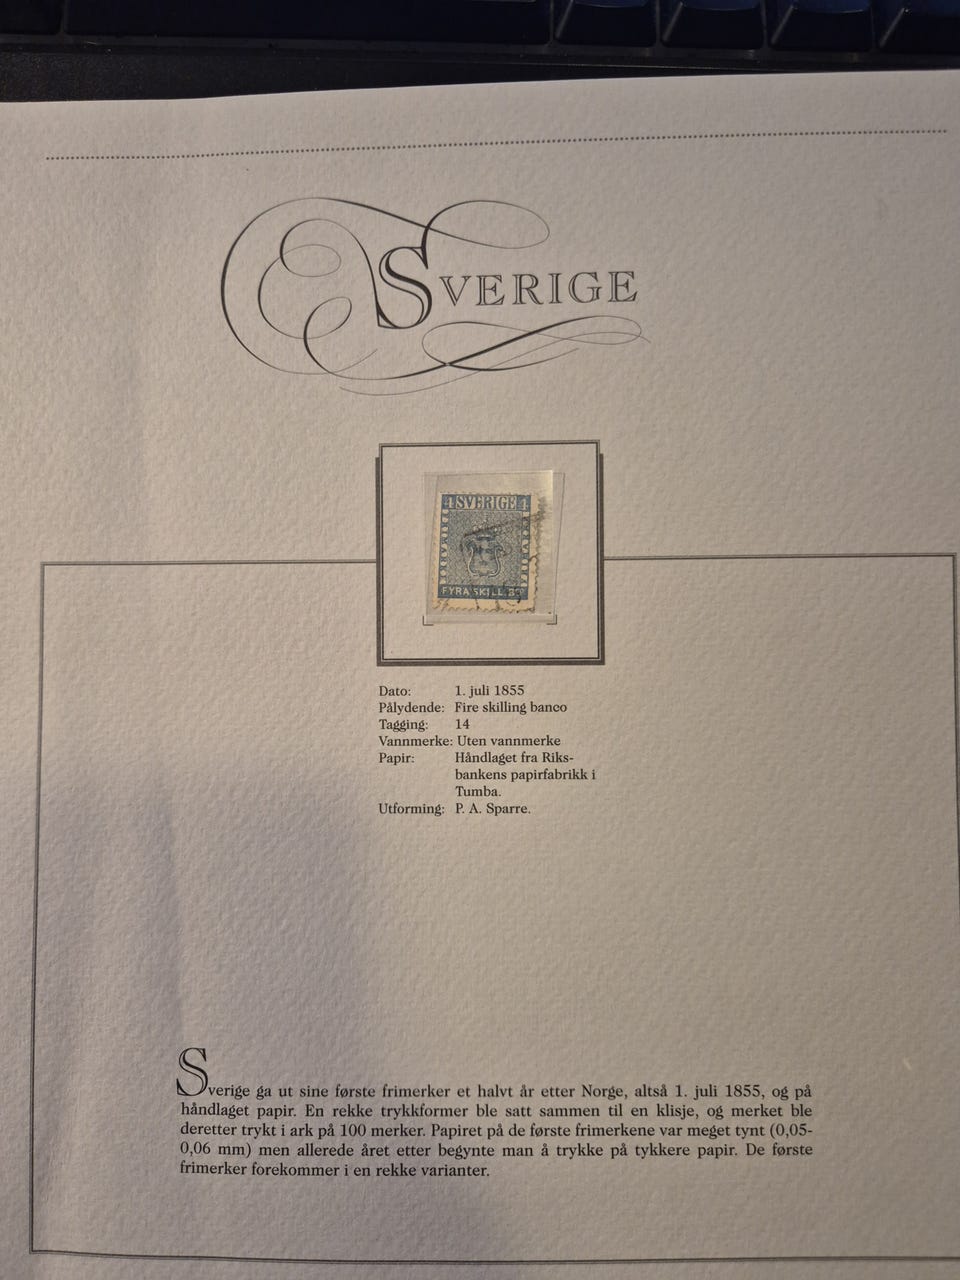 SVERIGE
4 SVERIGE 4
FYRA SKILL. BCO
Dato: 1. juli 1855
Pålydende: Fire skilling banco
Tagging: 14
Vannmerke: Uten vannmerke
Papir: Håndlaget fra Riks-
bankens papirfabrikk i
Tumba.
Utforming: P. A. Sparre.
Sverige ga ut sine første frimerker et halvt år etter Norge, altså 1. juli 1855, og på
håndlaget papir. En rekke trykkformer ble satt sammen til en klisje, og merket ble
deretter trykt i ark på 100 merker. Papiret på de første frimerkene var meget tynt (0,05-
0,06 mm) men allerede året etter begynte man å trykke på tykkere papir. De første
frimerker forekommer i en rekke varianter.